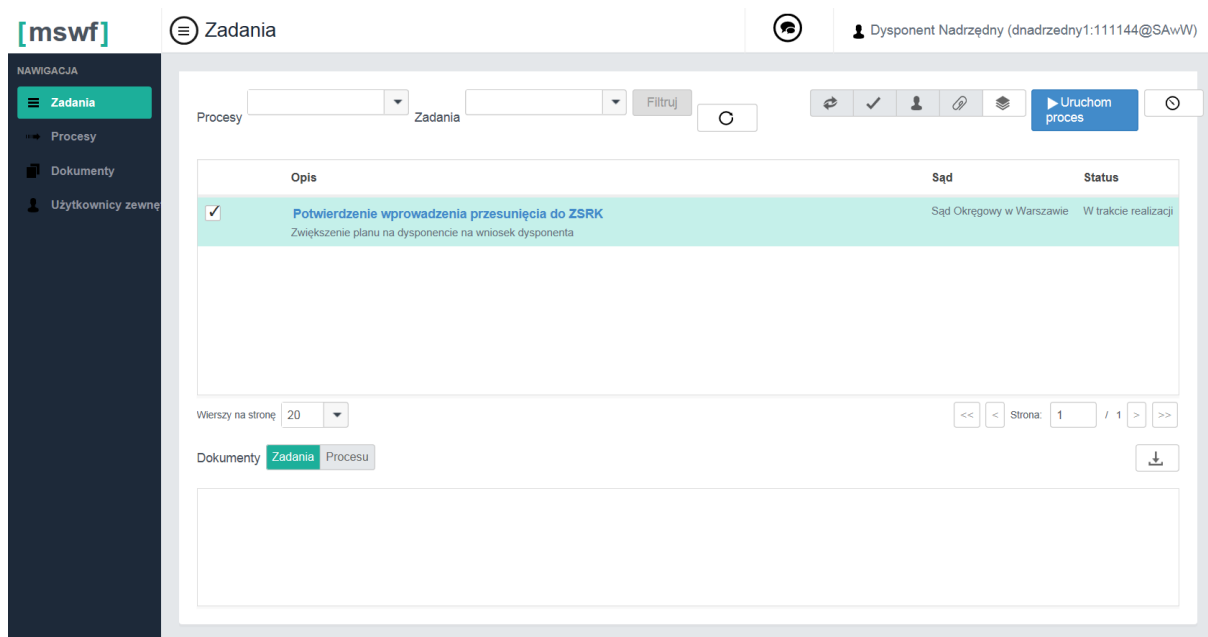 [mswf]
Zadania
Dysponent Nadrzędny (dnadrzedny1:111144@SAwW)
NAWIGACJA
Zadania
Procesy
Dokumenty
Użytkownicy zewnę
Procesy
Zadania
Filtruj
Uruchom
proces
Opis Sąd Status
Potwierdzenie wprowadzenia przesunięcia do ZSRK
Zwiększenie planu na dysponencie na wniosek dysponenta
Sąd Okręgowy w Warszawie W trakcie realizacji
Wierszy na stronę 20
<< < Strona: 1 / 1 > >>
Dokumenty Zadania Procesu